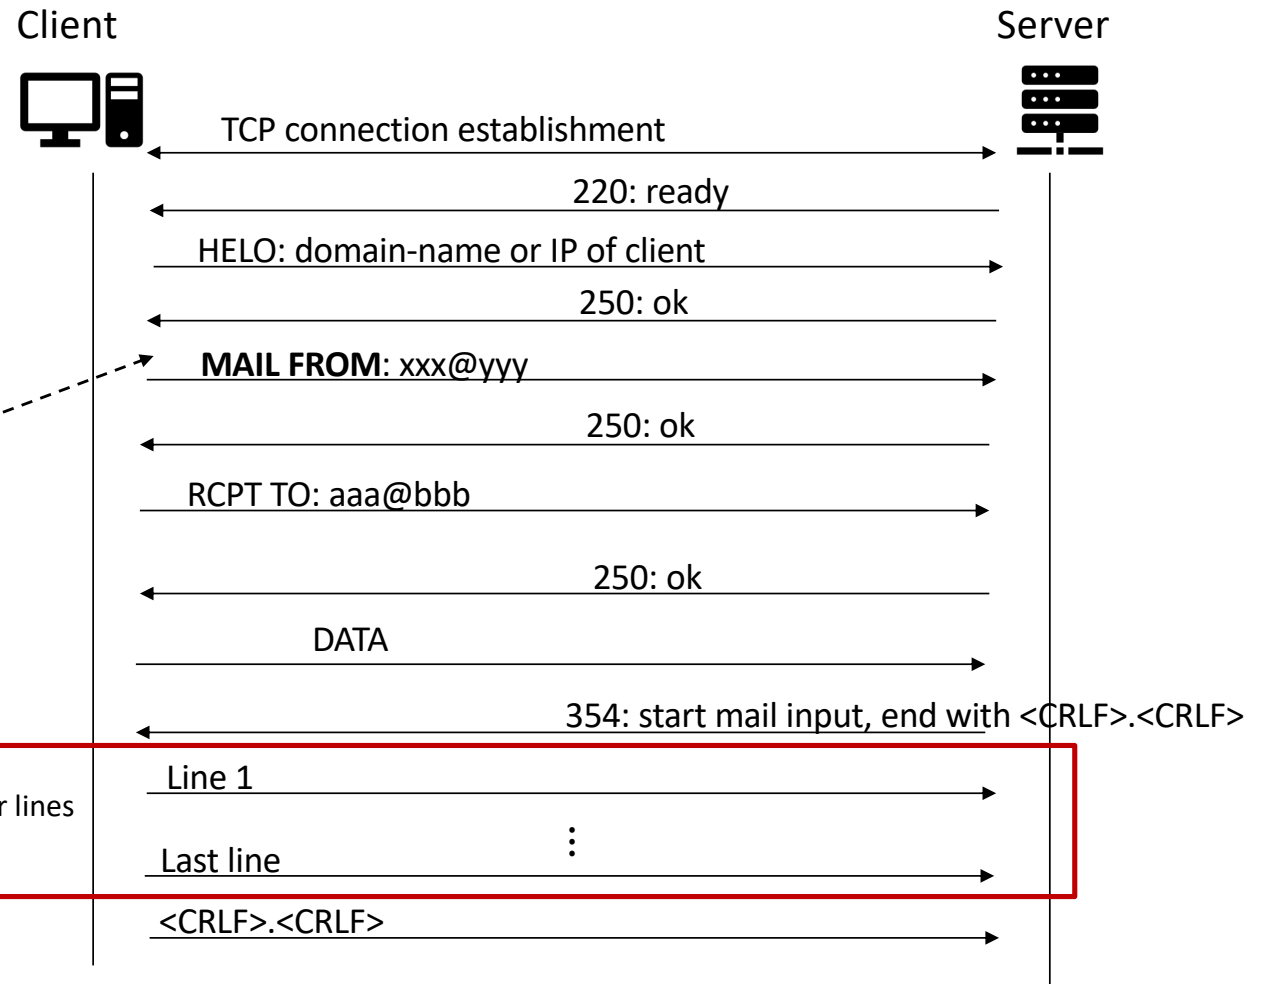 Client
Server
TCP connection establishment
220: ready
HELO: domain-name or IP of client
250: ok
MAIL FROM: xxx@yyy
250: ok
RCPT TO: aaa@bbb
250: ok
DATA
354: start mail input, end with <CRLF>.<CRLF>
Line 1
lines
Last line
<CRLF>.<CRLF>